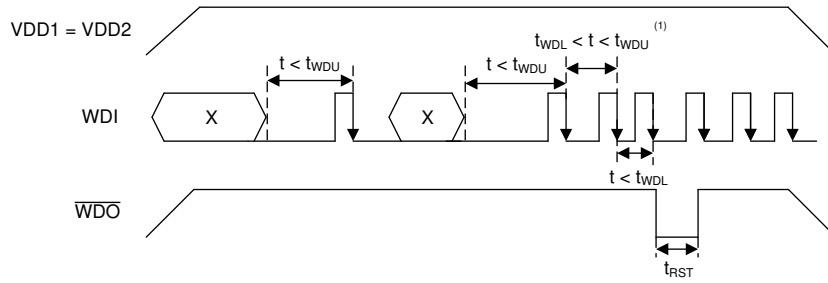 VDD1 = VDD2
t < tWDU
t < tWDU
tWDL < t < tWDU (1)
WDI
X
X
t < tWDL
WDO
tRST